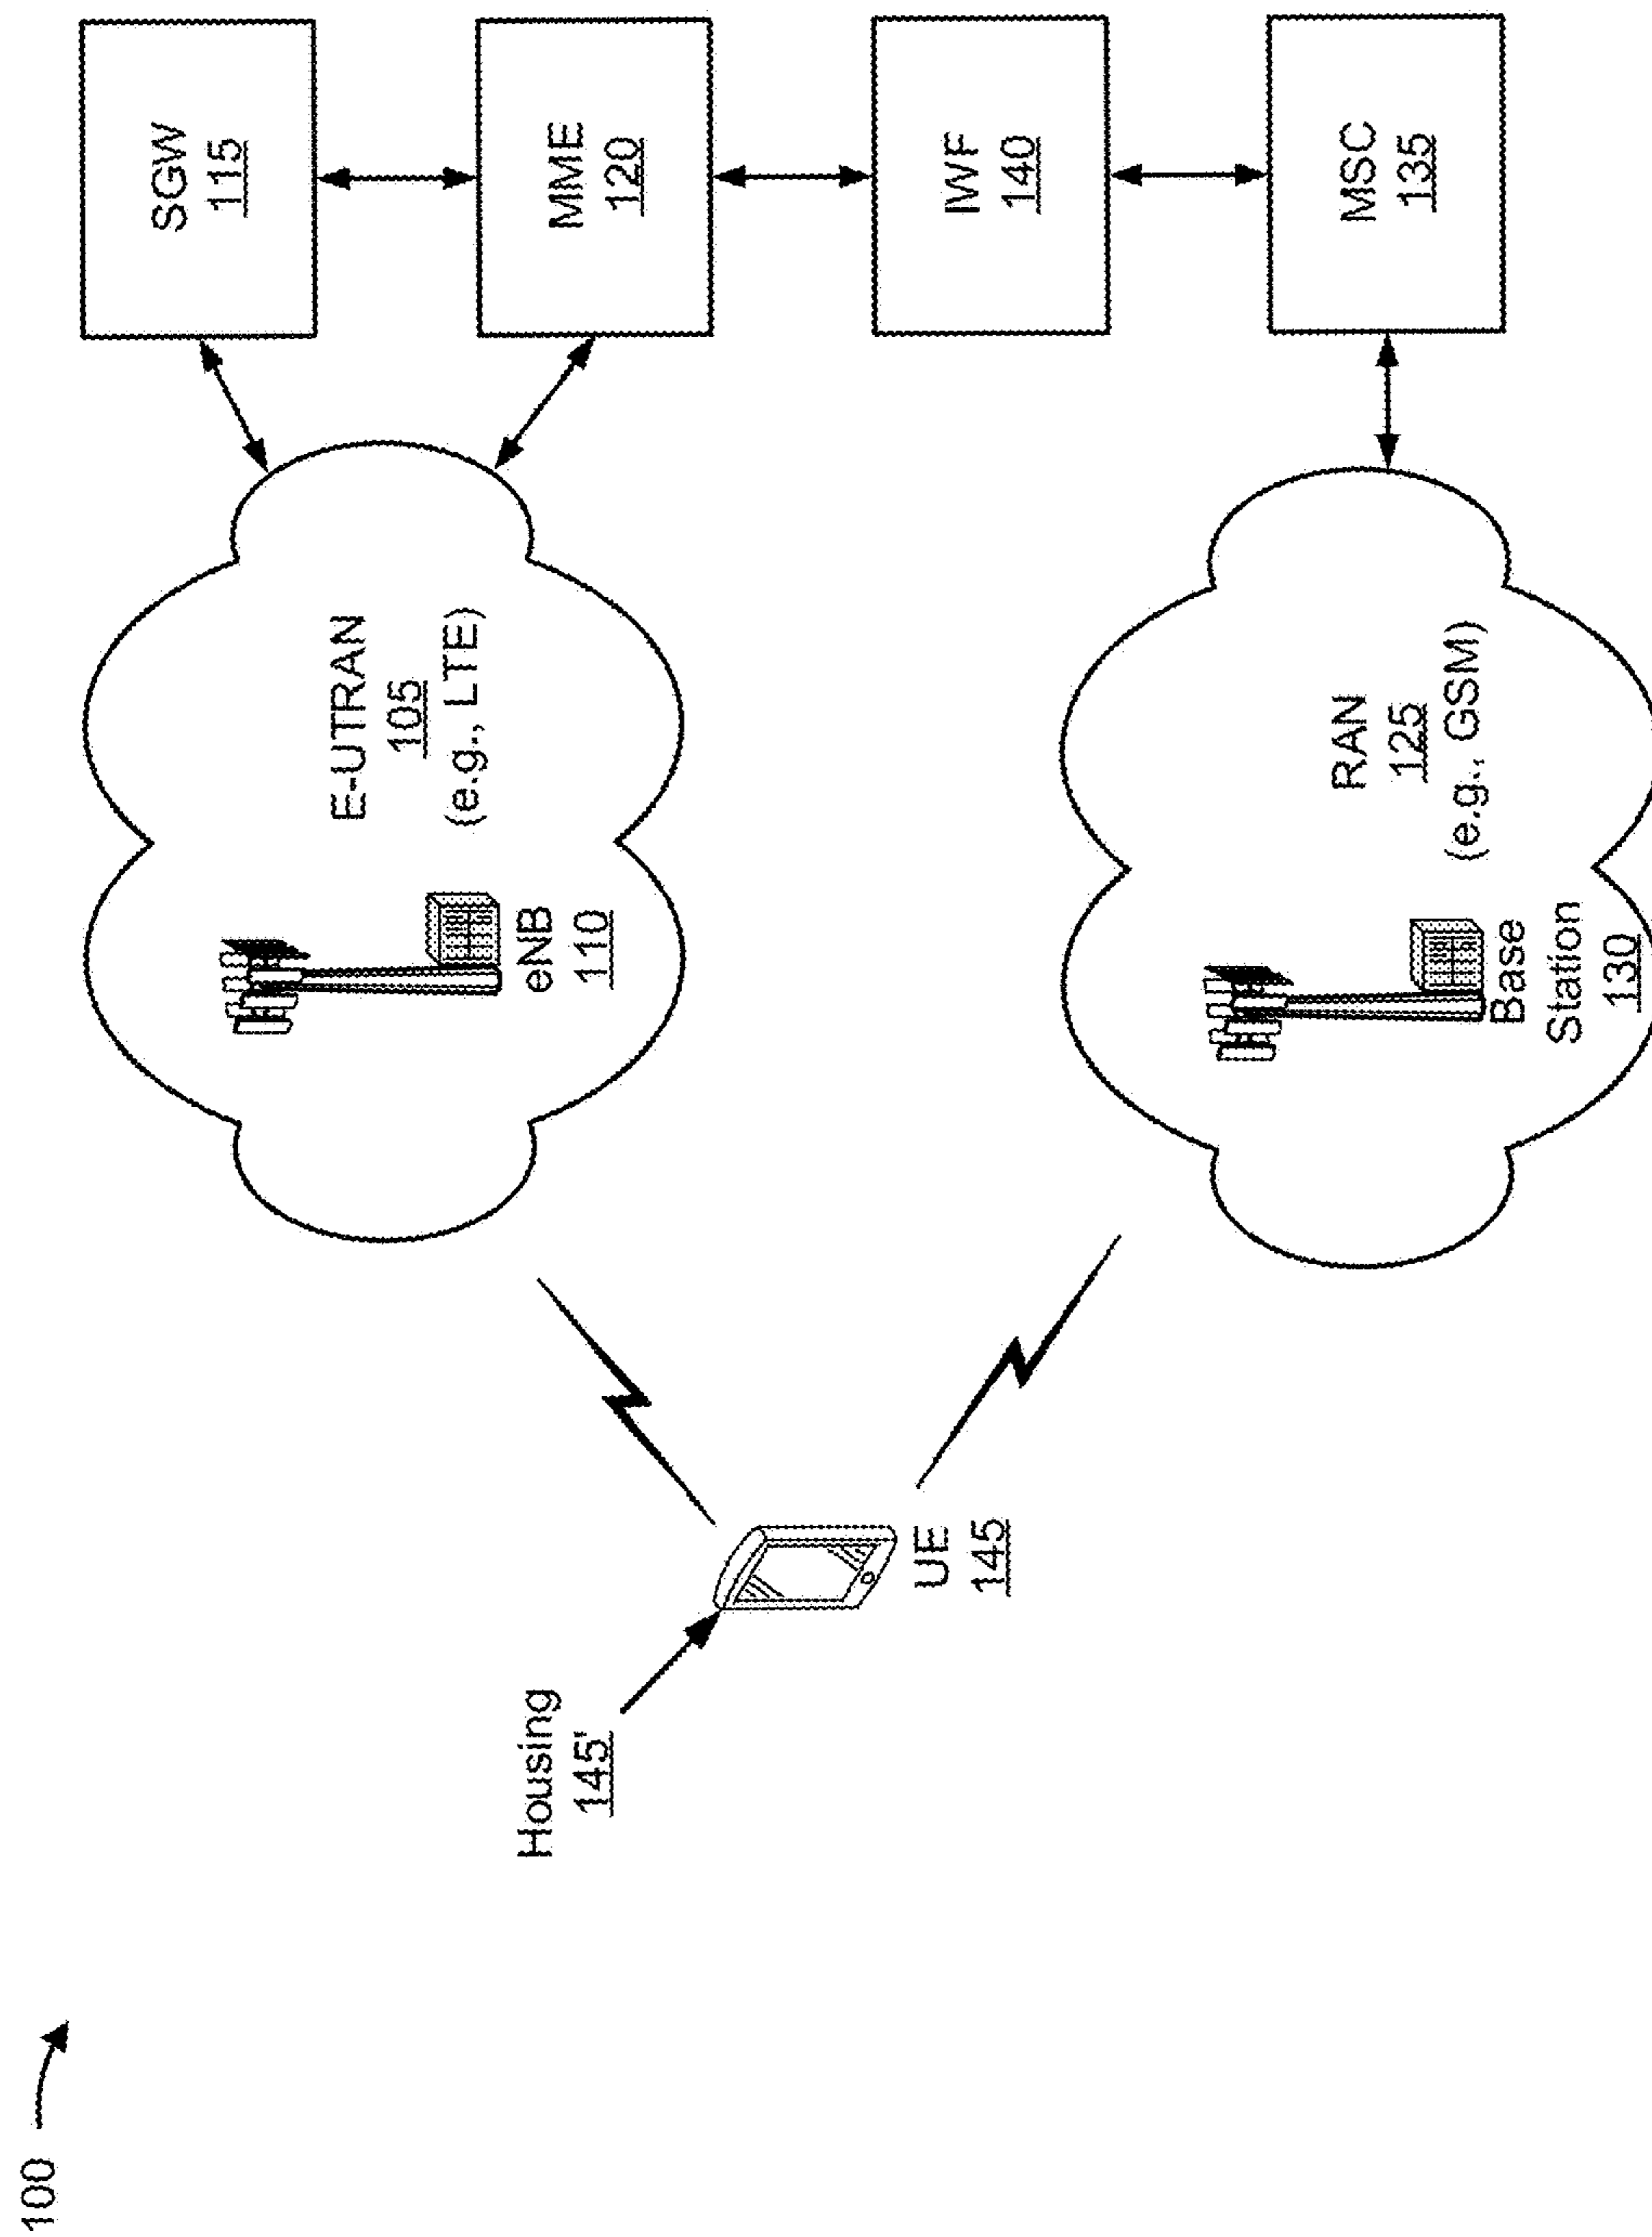 100
SGW
115
E-UTRAN
105
(e.g., LTE)
eNB
110
MME
120
Housing
145'
UE
145
IWF
140
RAN
125
(e.g., GSM)
Base
Station
130
MSC
135